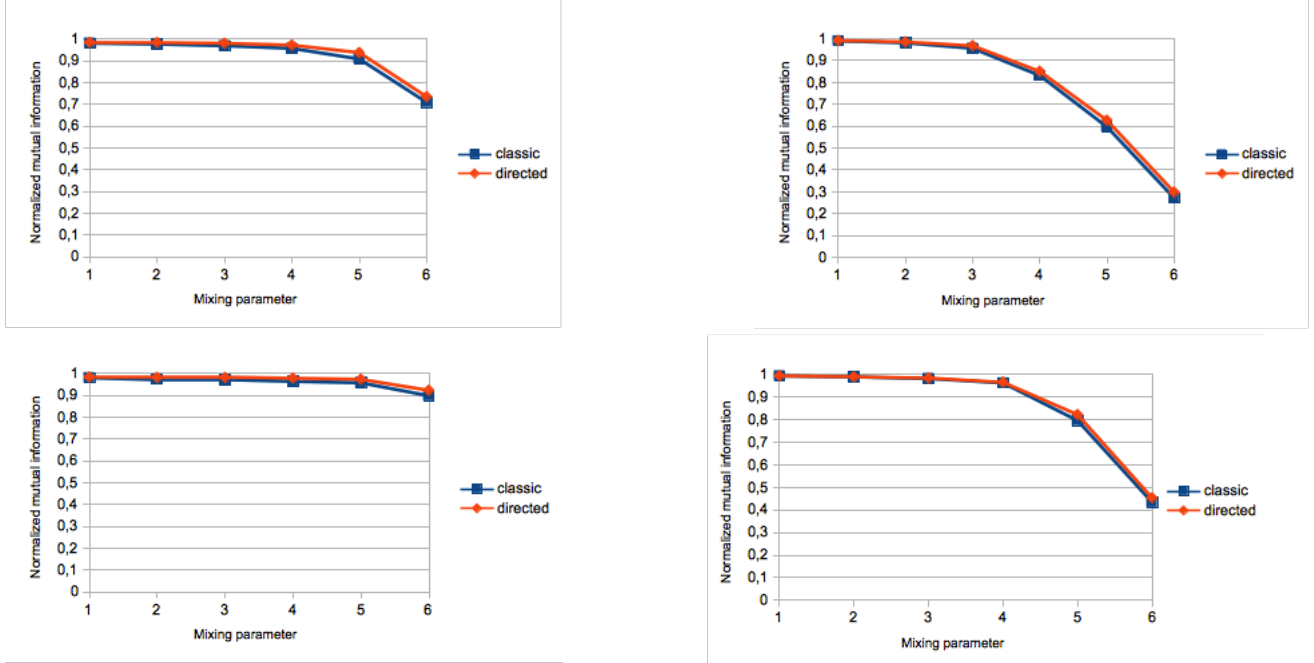 Normalized mutual information
1
0,9
0,8
0,7
0,6
0,5
0,4
0,3
0,2
0,1
0
1 2 3 4 5 6
Mixing parameter
classic
directed
Normalized mutual information
1
0,9
0,8
0,7
0,6
0,5
0,4
0,3
0,2
0,1
0
1 2 3 4 5 6
Mixing parameter
classic
directed
Normalized mutual information
1
0,9
0,8
0,7
0,6
0,5
0,4
0,3
0,2
0,1
0
1 2 3 4 5 6
Mixing parameter
classic
directed
Normalized mutual information
1
0,9
0,8
0,7
0,6
0,5
0,4
0,3
0,2
0,1
0
1 2 3 4 5 6
Mixing parameter
classic
directed